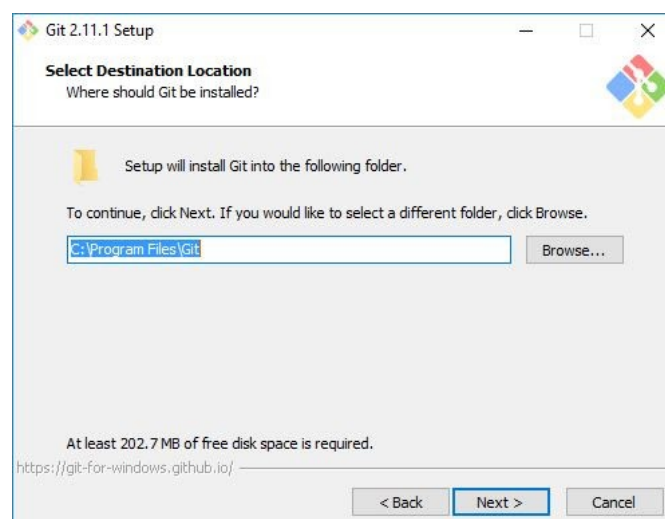 Git 2.11.1 Setup
Select Destination Location
Where should Git be installed?
Setup will install Git into the following folder.
To continue, click Next. If you would like to select a different folder, click Browse.
C:\Program Files\Git
Browse...
At least 202.7 MB of free disk space is required.
https://git-for-windows.github.io/
< Back
Next >
Cancel